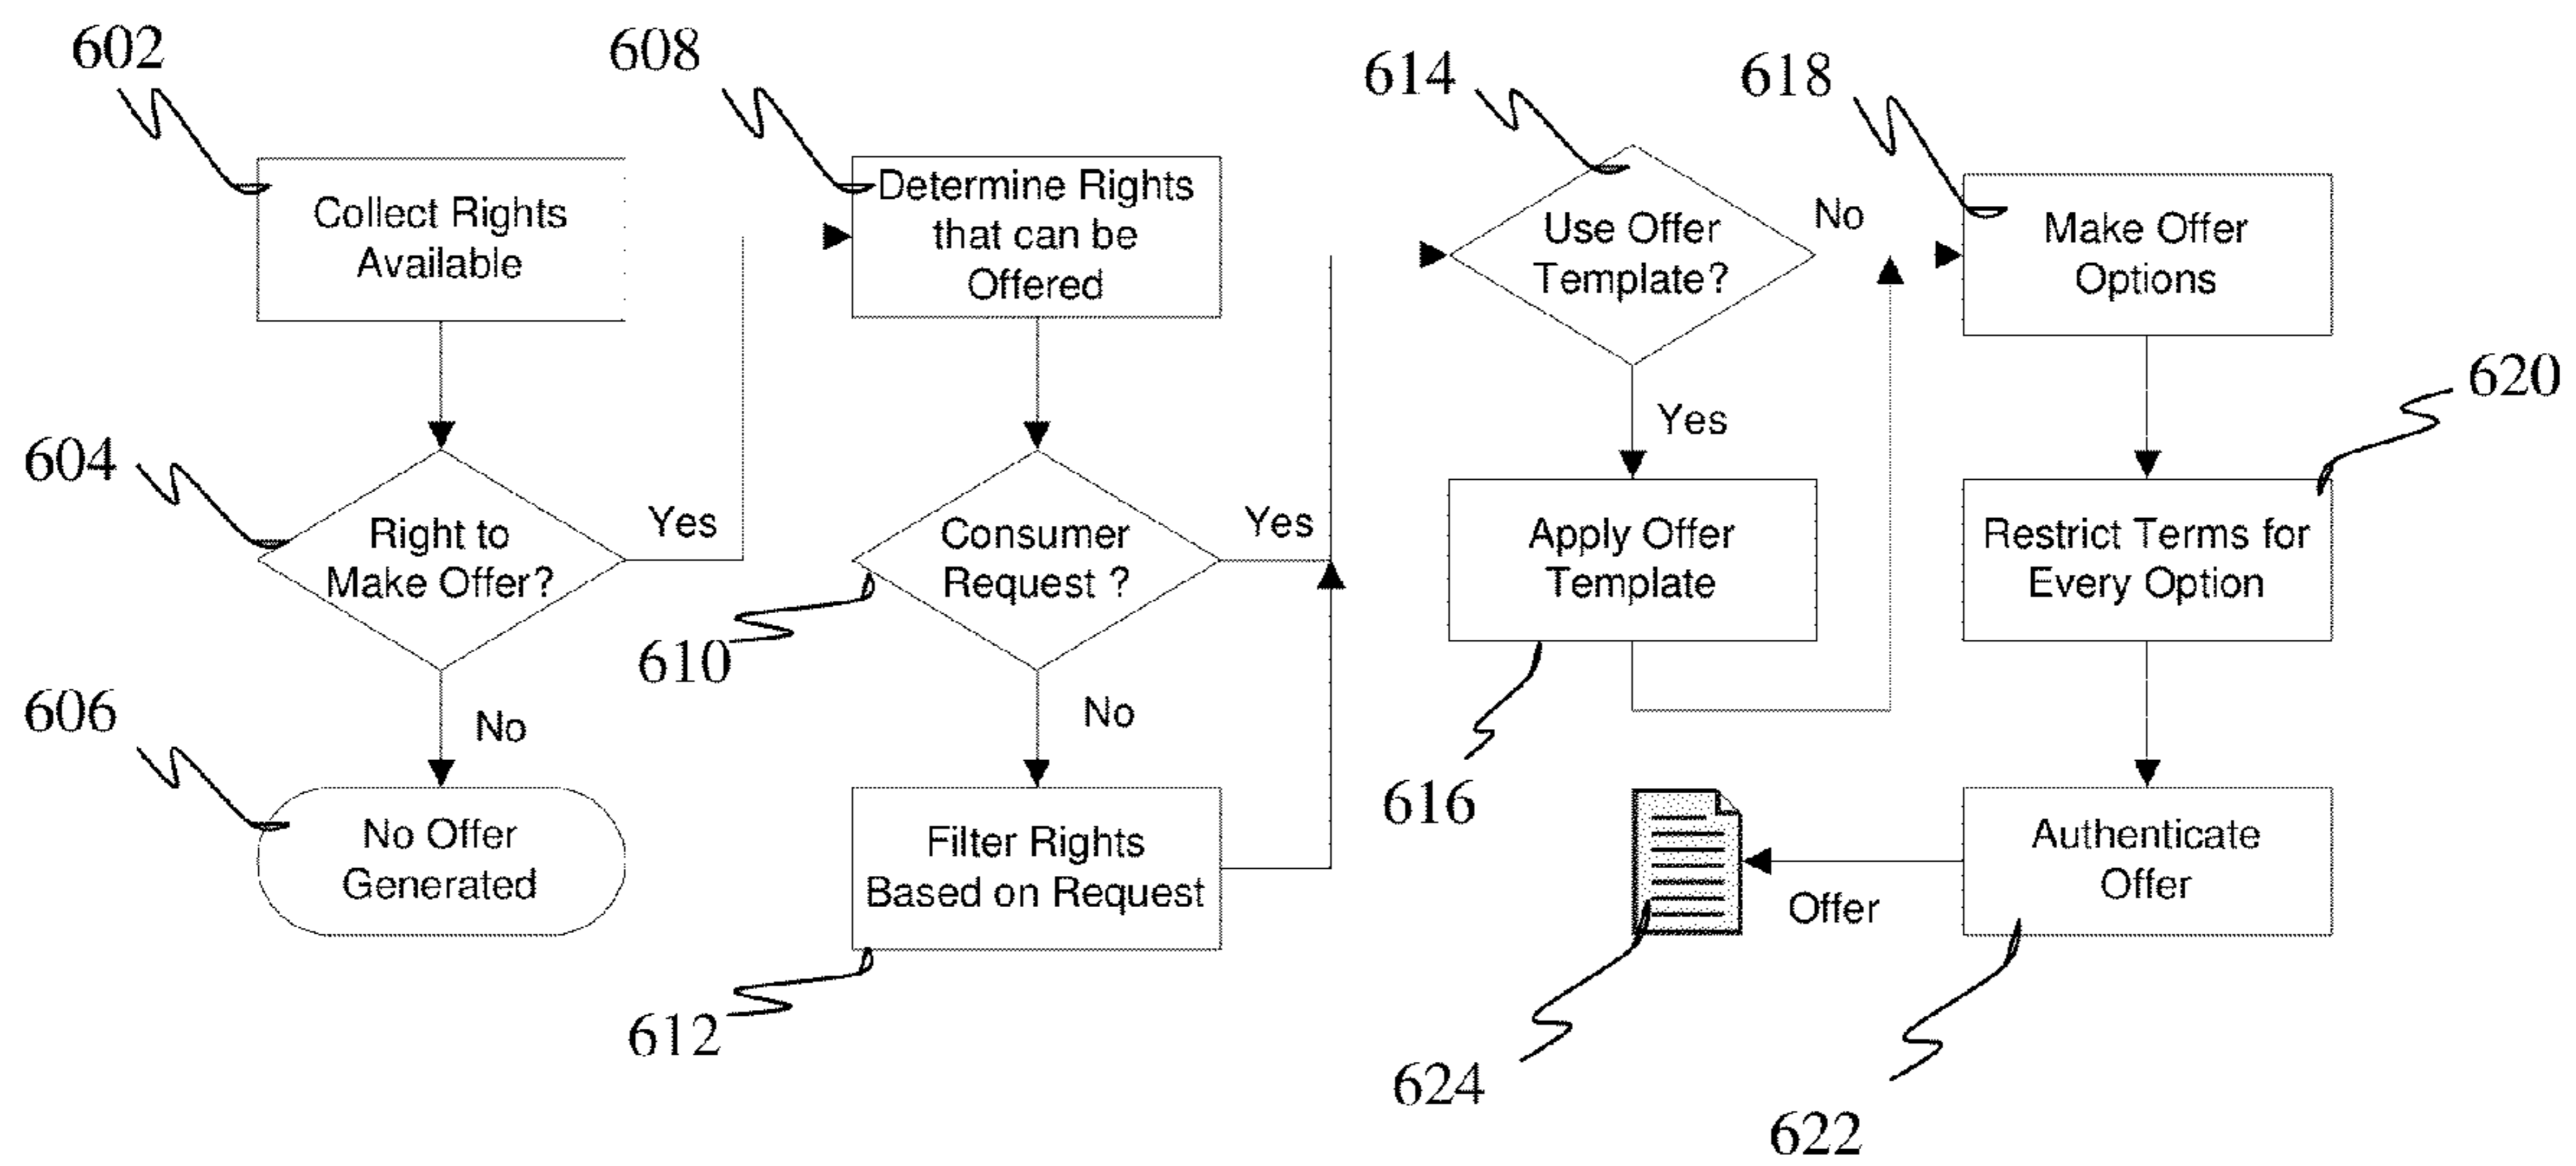 602
Collect Rights
Available
604
Right to
Make Offer?
Yes
No
606
No Offer
Generated
608
Determine Rights
that can be
Offered
610
Consumer
Request ?
Yes
No
612
Filter Rights
Based on Request
614
Use Offer
Template?
No
Yes
616
Apply Offer
Template
618
Make Offer
Options
620
Restrict Terms for
Every Option
622
Authenticate
Offer
Offer
624